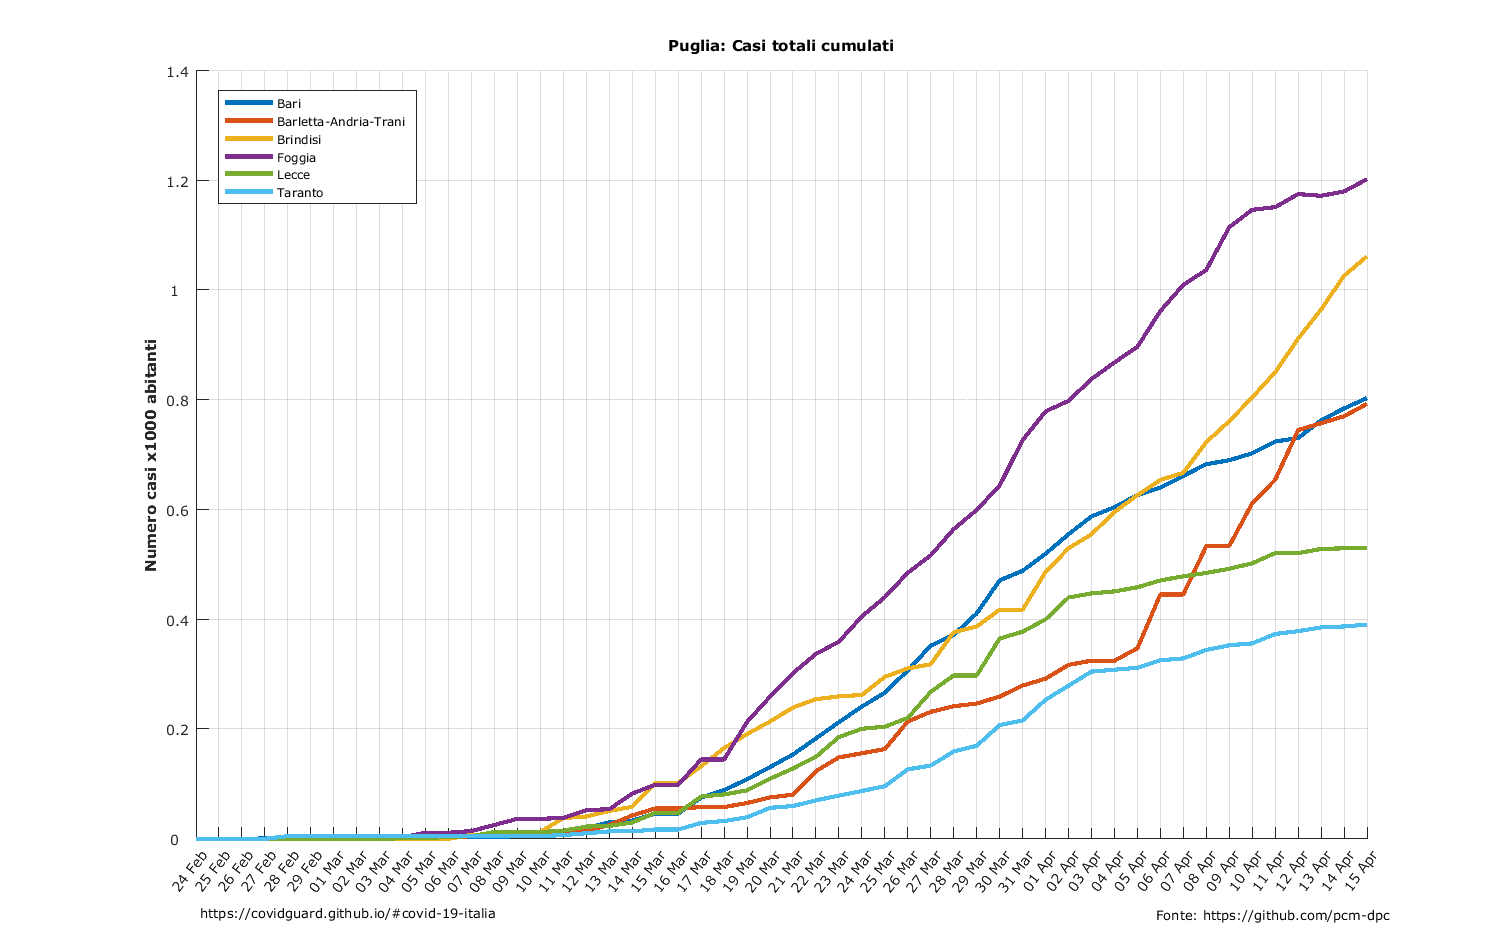 Puglia: Casi totali cumulati
1.4
1.2
1
0.8
0.6
0.4
0.2
0
Numero casi x1000 abitanti
Bari
Barletta-Andria-Trani
Brindisi
Foggia
Lecce
Taranto
24 Feb
25 Feb
26 Feb
27 Feb
28 Feb
29 Feb
01 Mar
02 Mar
03 Mar
04 Mar
05 Mar
06 Mar
07 Mar
08 Mar
09 Mar
10 Mar
11 Mar
12 Mar
13 Mar
14 Mar
15 Mar
16 Mar
17 Mar
18 Mar
19 Mar
20 Mar
21 Mar
22 Mar
23 Mar
24 Mar
25 Mar
26 Mar
27 Mar
28 Mar
29 Mar
30 Mar
31 Mar
01 Apr
02 Apr
03 Apr
04 Apr
05 Apr
06 Apr
07 Apr
08 Apr
09 Apr
10 Apr
11 Apr
12 Apr
13 Apr
14 Apr
15 Apr
https://covidguard.github.io/#covid-19-italia
Fonte: https://github.com/pcm-dpc